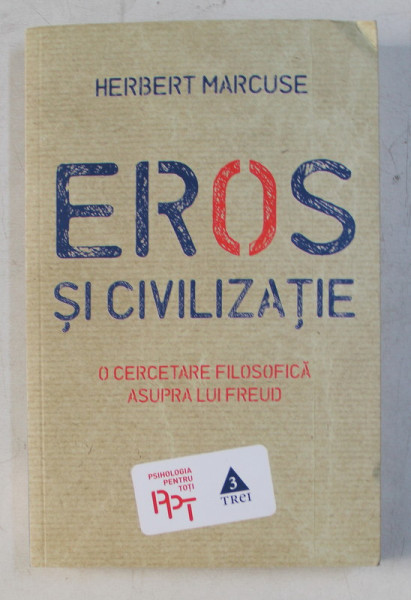 HERBERT MARCUSE
EROS
ȘI CIVILIZAȚIE
O CERCETARE FILOSOFICĂ
ASUPRA LUI FREUD
PSIHOLOGIA
PENTRU
TOȚI
PPT
3
TREI